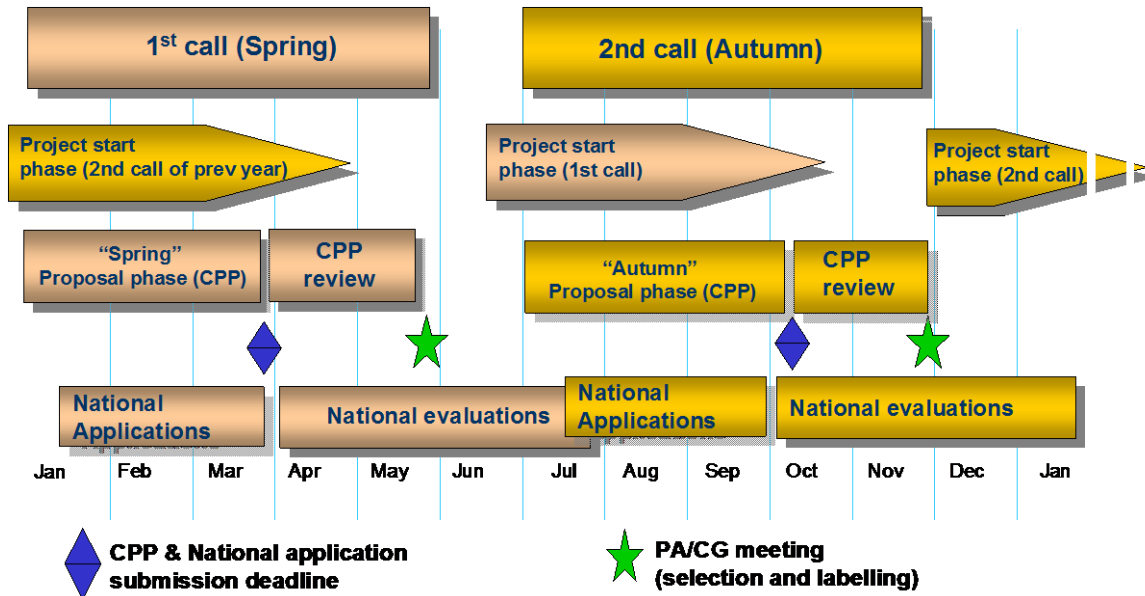 1st call (Spring)
2nd call (Autumn)
Project start
phase (2nd call of prev year)
Project start
phase (1st call)
Project start
phase (2nd call)
“Spring”
Proposal phase (CPP)
CPP
review
“Autumn”
Proposal phase (CPP)
CPP
review
National
Applications
National evaluations
National
Applications
National evaluations
Jan Feb Mar Apr May Jun Jul Aug Sep Oct Nov Dec Jan
CPP & National application
submission deadline
PA/CG meeting
(selection and labelling)